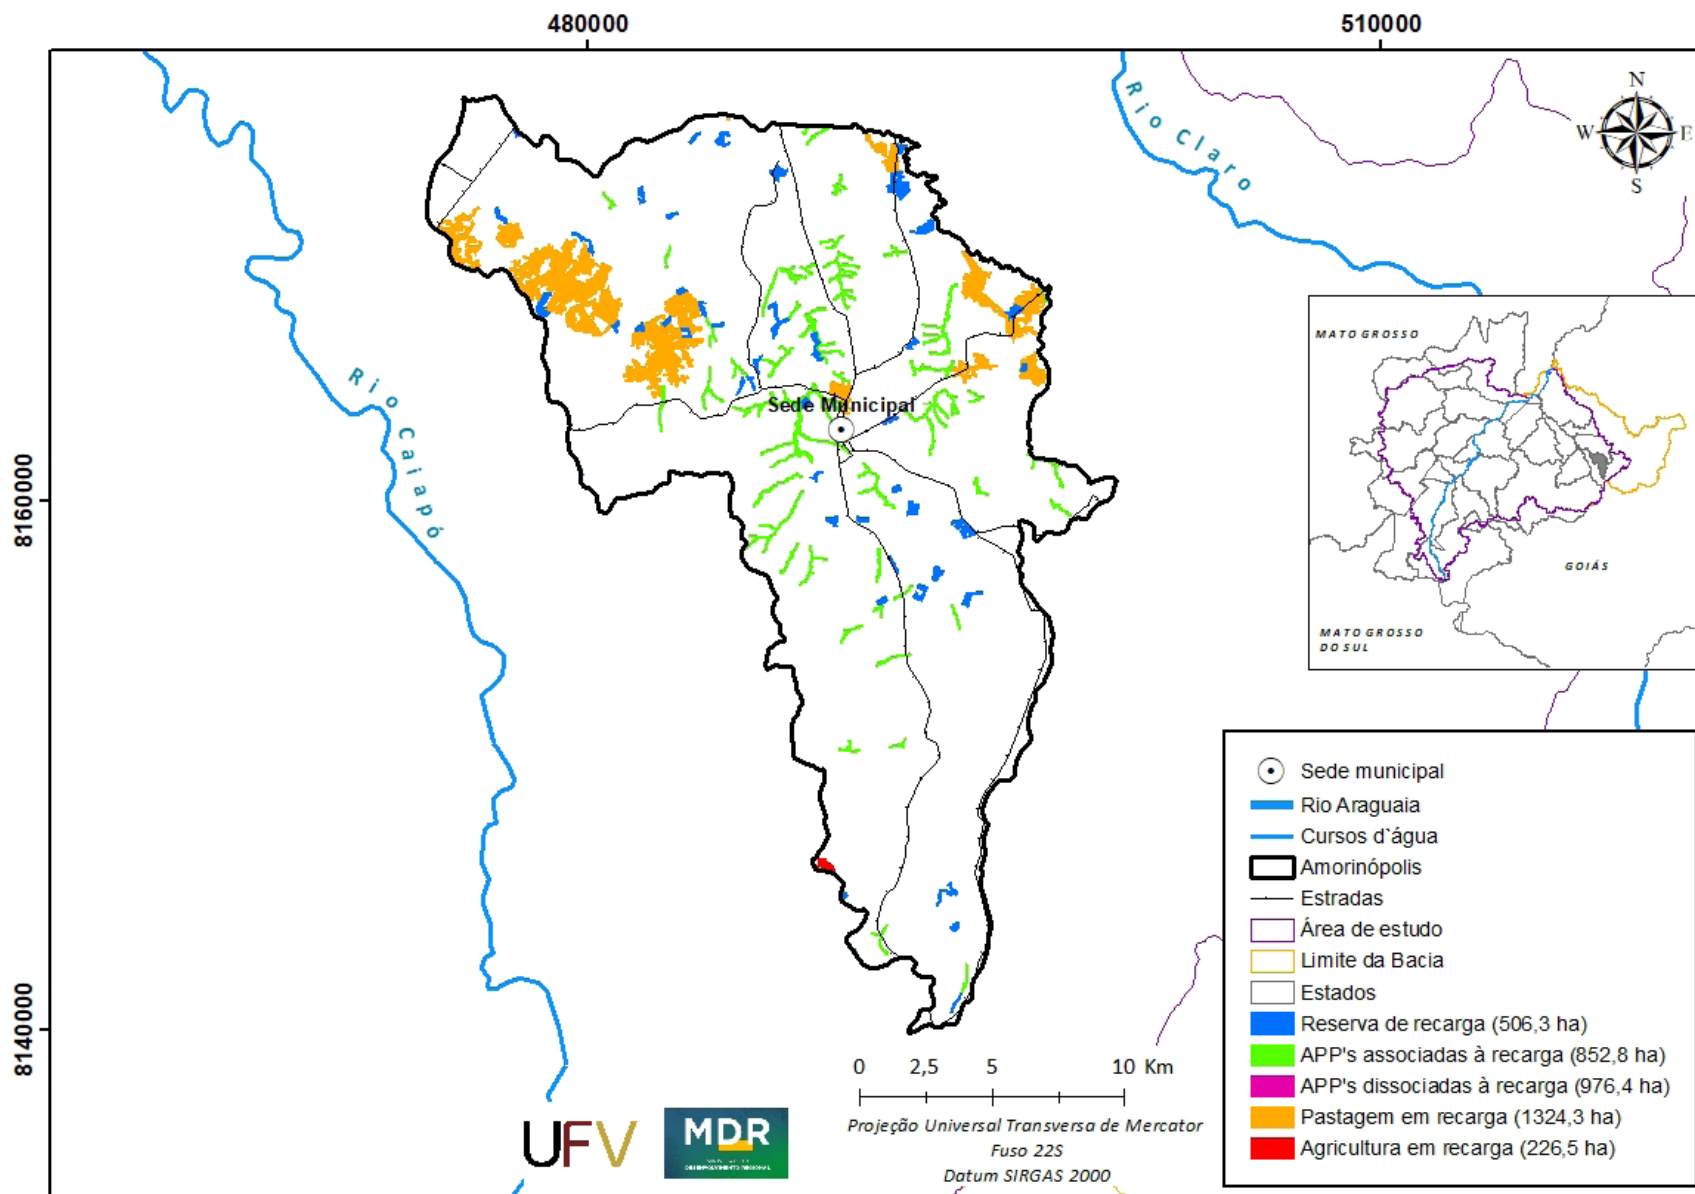 480000
510000
N
W E
S
Rio Claro
Rio Caiapó
Sede Municipal
8160000
8140000
MATO GROSSO
GOIÁS
MATO GROSSO
DO SUL
Sede municipal
Rio Araguaia
Cursos d`água
Amorinópolis
Estradas
Área de estudo
Limite da Bacia
Estados
Reserva de recarga (506,3 ha)
APP's associadas à recarga (852,8 ha)
APP's dissociadas à recarga (976,4 ha)
Pastagem em recarga (1324,3 ha)
Agricultura em recarga (226,5 ha)
0 2,5 5 10 Km
Projeção Universal Transversa de Mercator
Fuso 22S
Datum SIRGAS 2000
UFV
MDR
DESENVOLVIMENTO REGIONAL